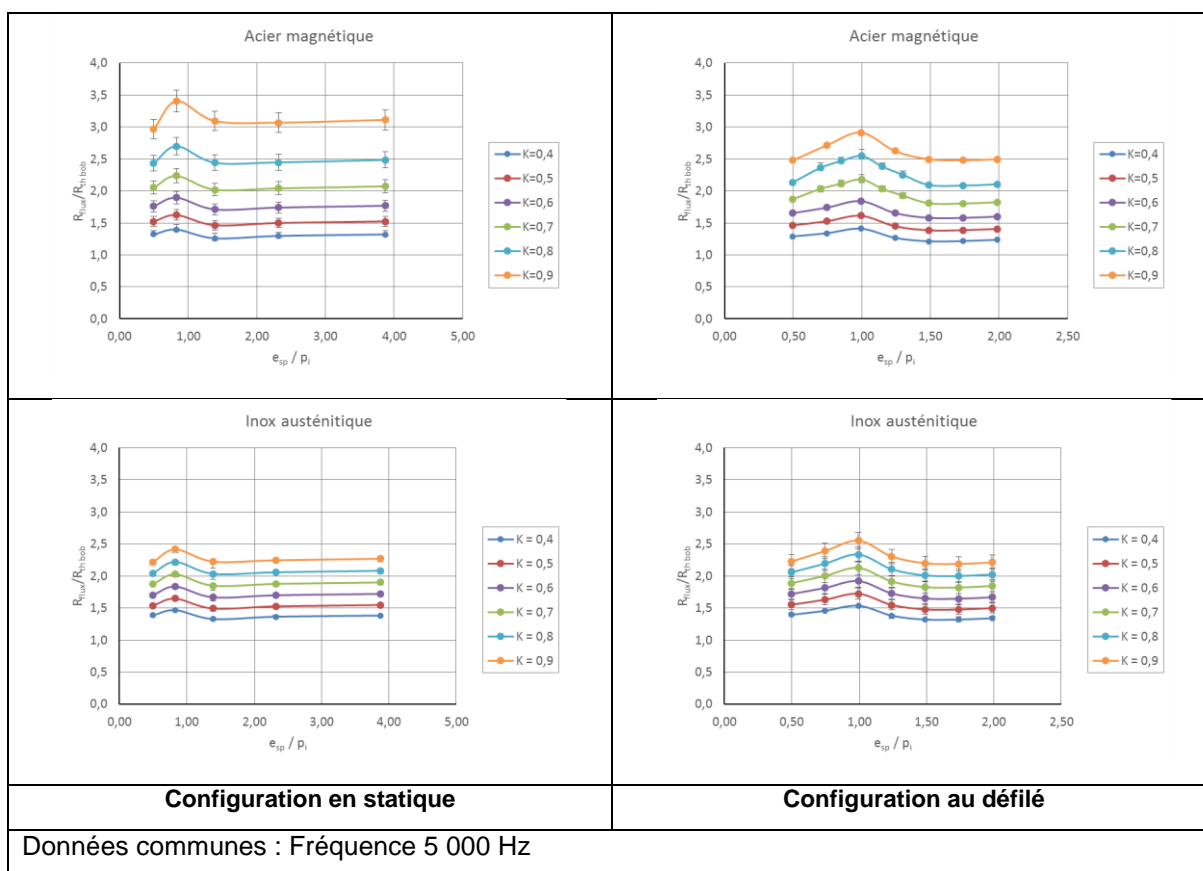 Acier magnétique
R_flux/R_th bob
4,0
3,5
3,0
2,5
2,0
1,5
1,0
0,5
0,0
0,00 1,00 2,00 3,00 4,00 5,00
e_sp / p_i
K=0,4
K=0,5
K=0,6
K=0,7
K=0,8
K=0,9
Acier magnétique
R_flux/R_th bob
4,0
3,5
3,0
2,5
2,0
1,5
1,0
0,5
0,0
0,00 0,50 1,00 1,50 2,00 2,50
e_sp / p_i
K=0,4
K=0,5
K=0,6
K=0,7
K=0,8
K=0,9
Inox austénitique
R_flux/R_th bob
4,0
3,5
3,0
2,5
2,0
1,5
1,0
0,5
0,0
0,00 1,00 2,00 3,00 4,00 5,00
e_sp / p_i
K = 0,4
K = 0,5
K = 0,6
K = 0,7
K = 0,8
K = 0,9
Inox austénitique
R_flux/R_th bob
4,0
3,5
3,0
2,5
2,0
1,5
1,0
0,5
0,0
0,00 0,50 1,00 1,50 2,00 2,50
e_sp / p_i
K = 0,4
K = 0,5
K = 0,6
K = 0,7
K = 0,8
K = 0,9
Configuration en statique
Configuration au défilé
Données communes : Fréquence 5 000 Hz